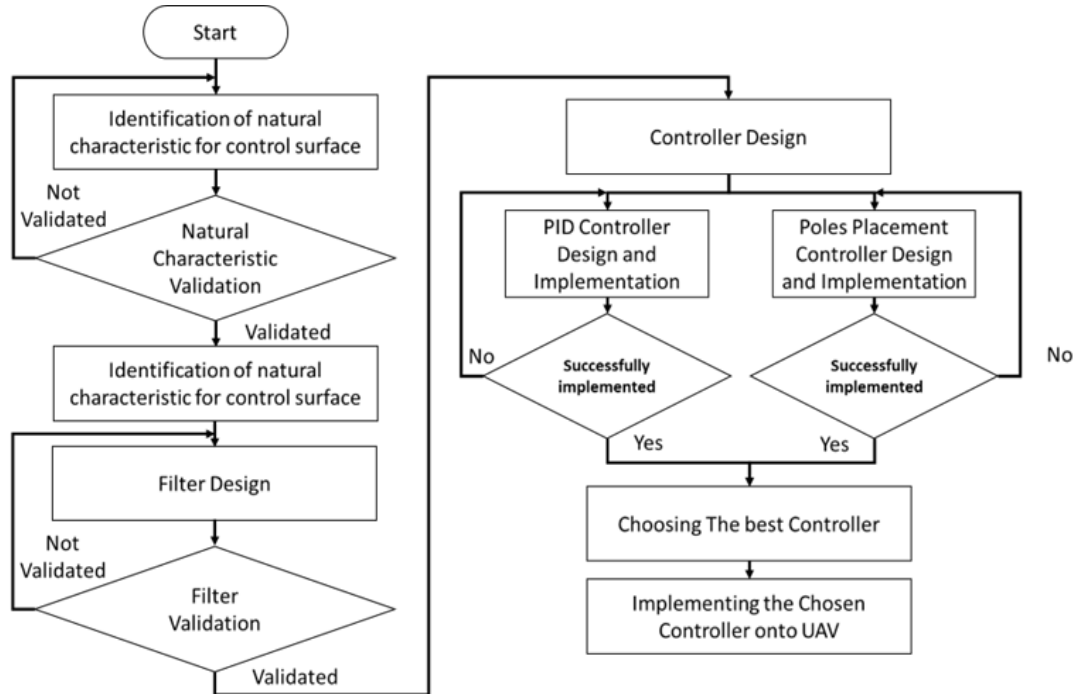 Start
Identification of natural
characteristic for control surface
Not
Validated
Natural
Characteristic
Validation
Validated
Identification of natural
characteristic for control surface
Filter Design
Not
Validated
Filter
Validation
Validated
Controller Design
PID Controller
Design and
Implementation
Poles Placement
Controller Design
and Implementation
No
Successfully
implemented
Successfully
implemented
No
Yes
Yes
Choosing The best Controller
Implementing the Chosen
Controller onto UAV